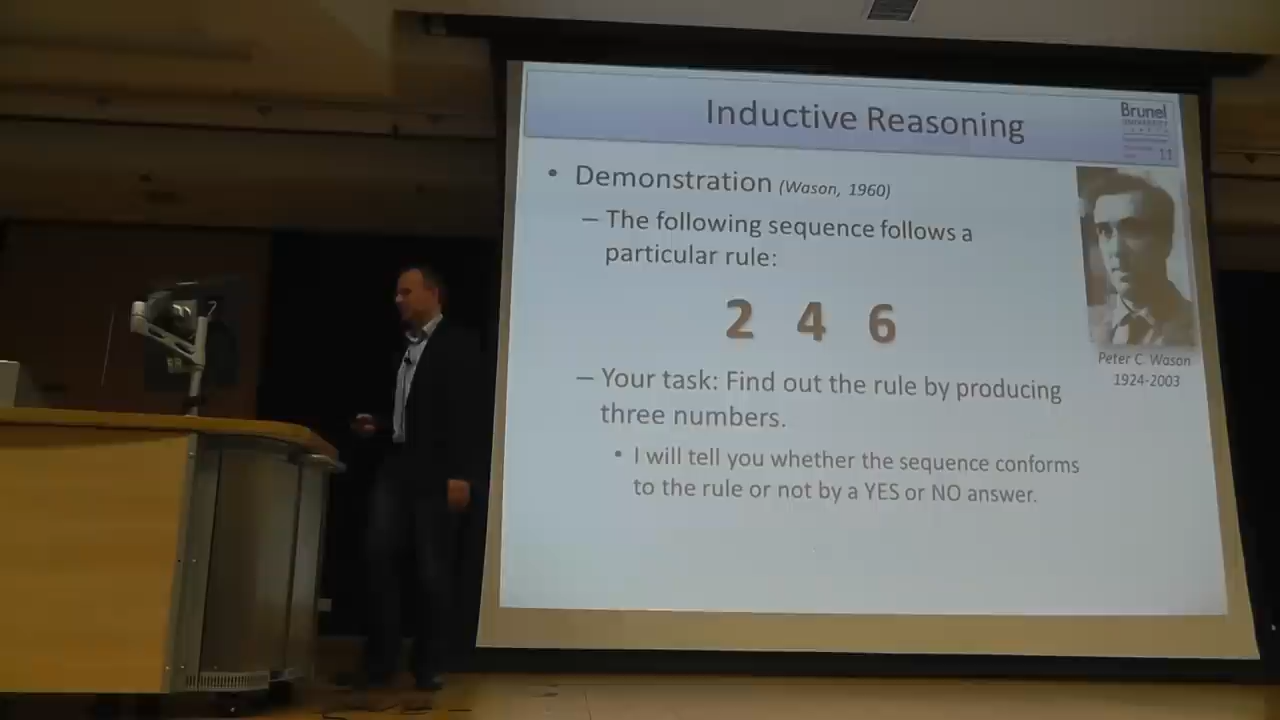 Inductive Reasoning
Brunel
UNIVERSITY
11
• Demonstration (Wason, 1960)
– The following sequence follows a
particular rule:
2 4 6
Peter C. Wason
1924-2003
– Your task: Find out the rule by producing
three numbers.
• I will tell you whether the sequence conforms
to the rule or not by a YES or NO answer.